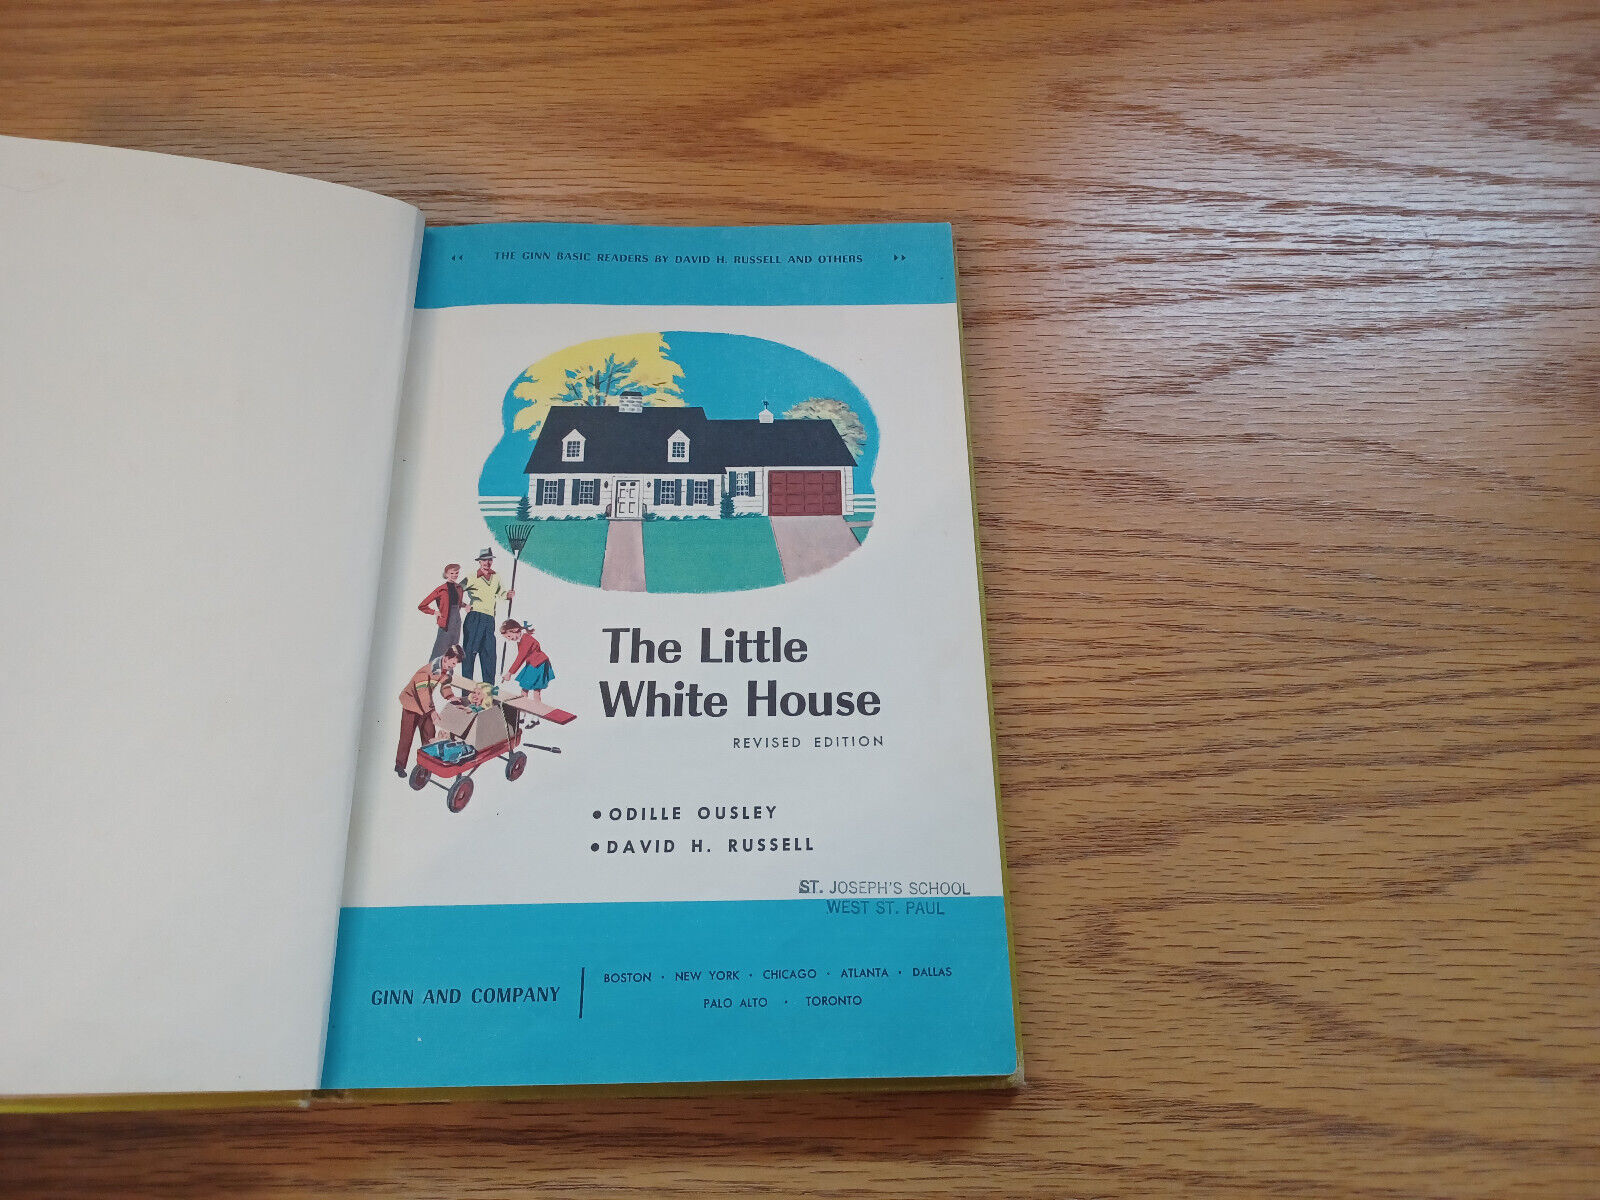 THE GINN BASIC READERS BY DAVID H. RUSSELL AND OTHERS
The Little
White House
REVISED EDITION
• ODILLE OUSLEY
• DAVID H. RUSSELL
ST. JOSEPH'S SCHOOL
WEST ST. PAUL
GINN AND COMPANY
BOSTON · NEW YORK · CHICAGO · ATLANTA · DALLAS
PALO ALTO · TORONTO